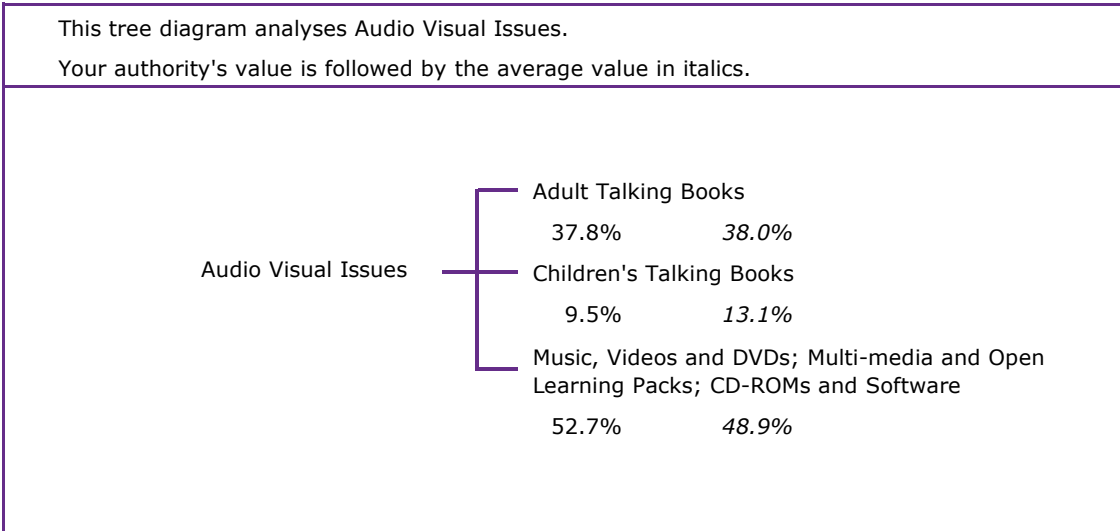 This tree diagram analyses Audio Visual Issues.
Your authority's value is followed by the average value in italics.
Adult Talking Books
37.8% 38.0%
Audio Visual Issues
Children's Talking Books
9.5% 13.1%
Music, Videos and DVDs; Multi-media and Open
Learning Packs; CD-ROMs and Software
52.7% 48.9%